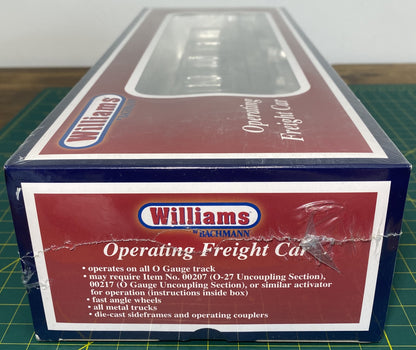 Williams
by BACHMANN
Operating
Freight Car
Williams
by BACHMANN
Operating Freight Car
• operates on all O Gauge track
• may require Item No. 00207 (O-27 Uncoupling Section),
00217 (O Gauge Uncoupling Section), or similar activator
for operation (instructions inside box)
• fast angle wheels
• all metal trucks
• die-cast sideframes and operating couplers